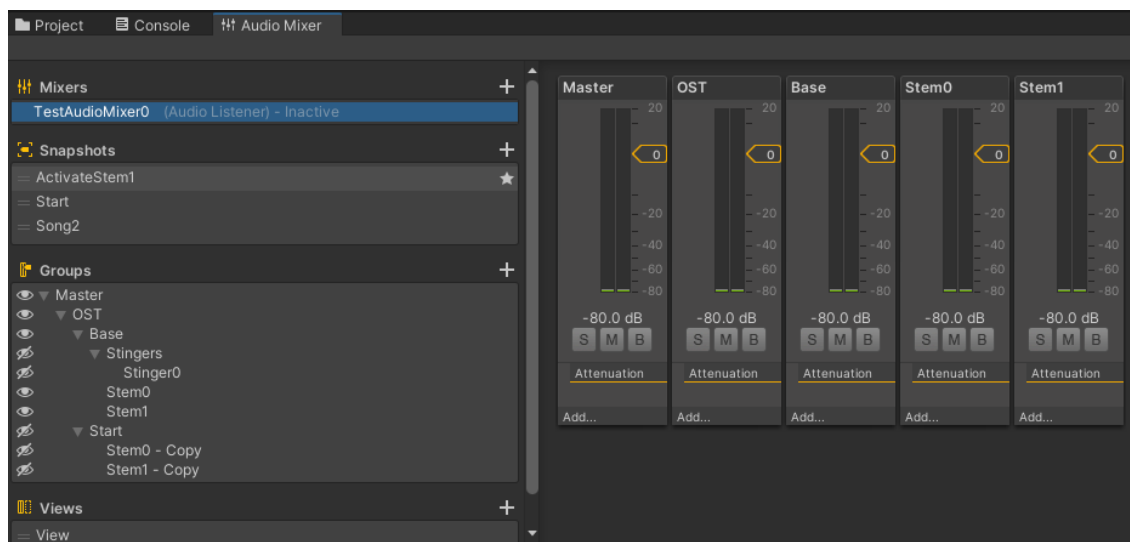 Project Console Audio Mixer
Mixers
TestAudioMixer0 (Audio Listener) - Inactive
Snapshots
ActivateStem1
Start
Song2
Groups
Master
OST
Base
Stingers
Stinger0
Stem0
Stem1
Start
Stem0 - Copy
Stem1 - Copy
Views
View
Master OST Base Stem0 Stem1
20 20 20 20 20
0 0 0 0 0
-20 -20 -20 -20 -20
-40 -40 -40 -40 -40
-60 -60 -60 -60 -60
-80 -80 -80 -80 -80
-80.0 dB -80.0 dB -80.0 dB -80.0 dB -80.0 dB
S M B S M B S M B S M B S M B
Attenuation Attenuation Attenuation Attenuation Attenuation
Add... Add... Add... Add... Add...